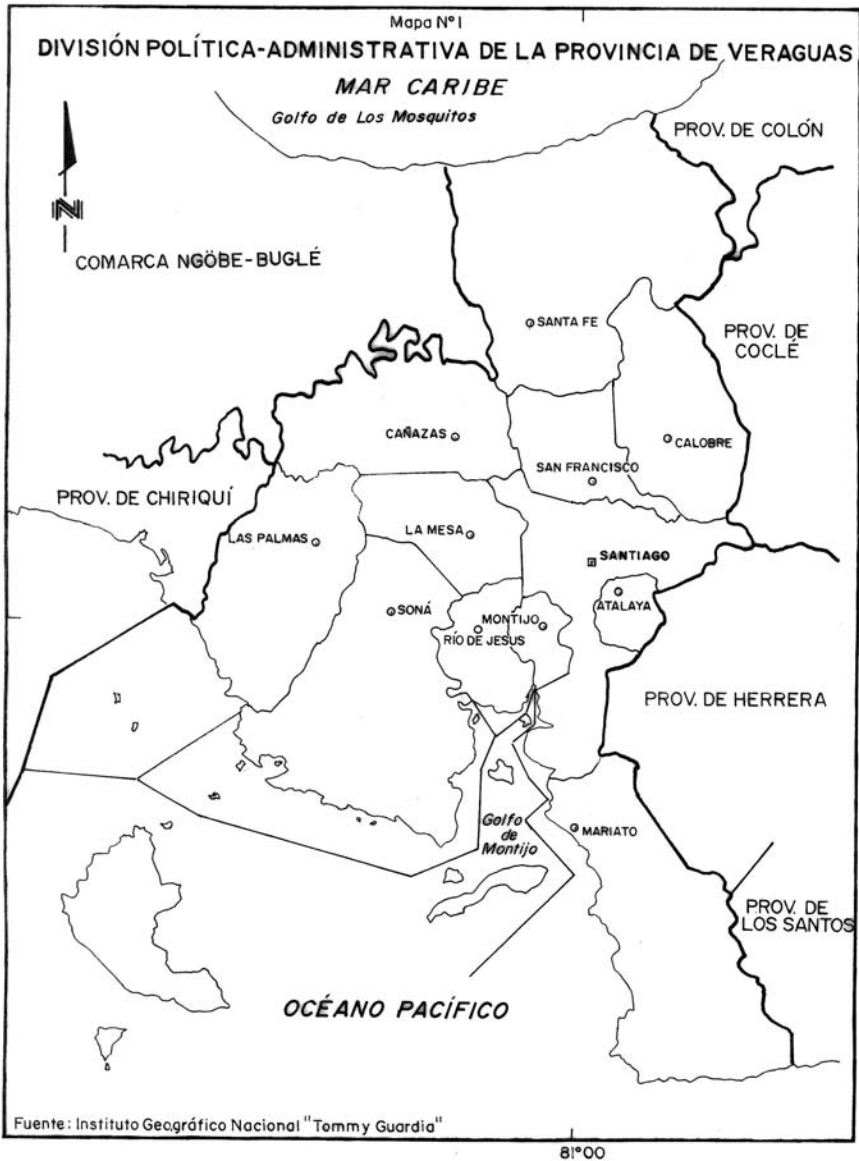 Mapa N°1
DIVISIÓN POLÍTICA-ADMINISTRATIVA DE LA PROVINCIA DE VERAGUAS
MAR CARIBE
Golfo de Los Mosquitos
PROV. DE COLÓN
N
COMARCA NGÖBE-BUGLÉ
SANTA FE
PROV. DE
COCLÉ
CAÑAZAS
CALOBRE
SAN FRANCISCO
PROV. DE CHIRIQUÍ
LAS PALMAS
LA MESA
SANTIAGO
ATALAYA
SONÁ
MONTIJO
RÍO DE JESUS
PROV. DE HERRERA
Golfo
de
Montijo
MARIATO
PROV. DE
LOS SANTOS
OCÉANO PACÍFICO
Fuente: Instituto Geográfico Nacional "Tommy Guardia"
81°00